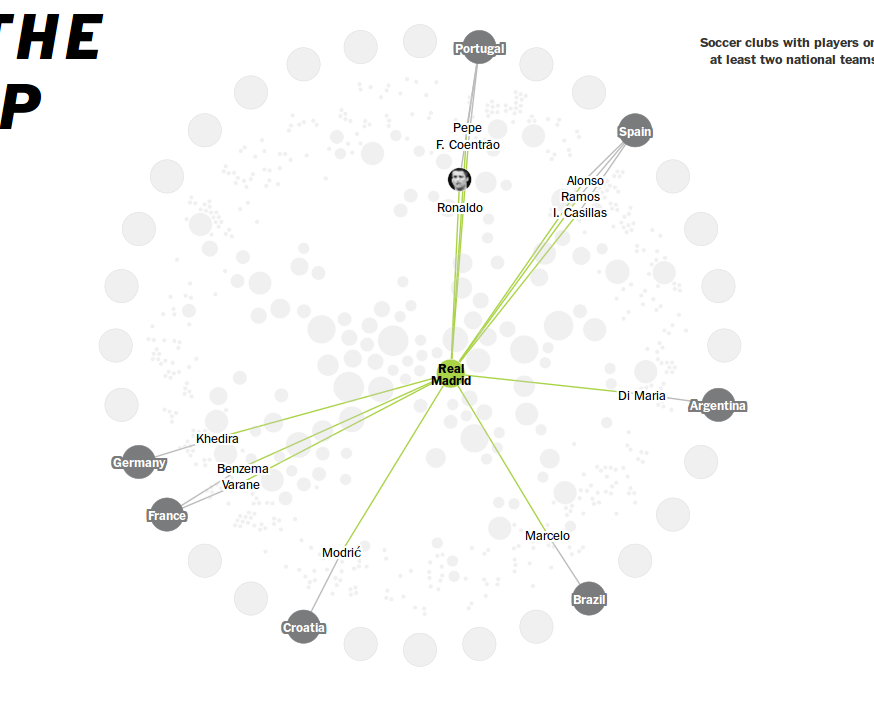 THE
P
Soccer clubs with players on
at least two national teams
Portugal
Spain
Pepe
F. Coentrão
Ronaldo
Alonso
Ramos
I. Casillas
Real
Madrid
Di Maria
Argentina
Khedira
Germany
Benzema
Varane
France
Modrić
Marcelo
Brazil
Croatia